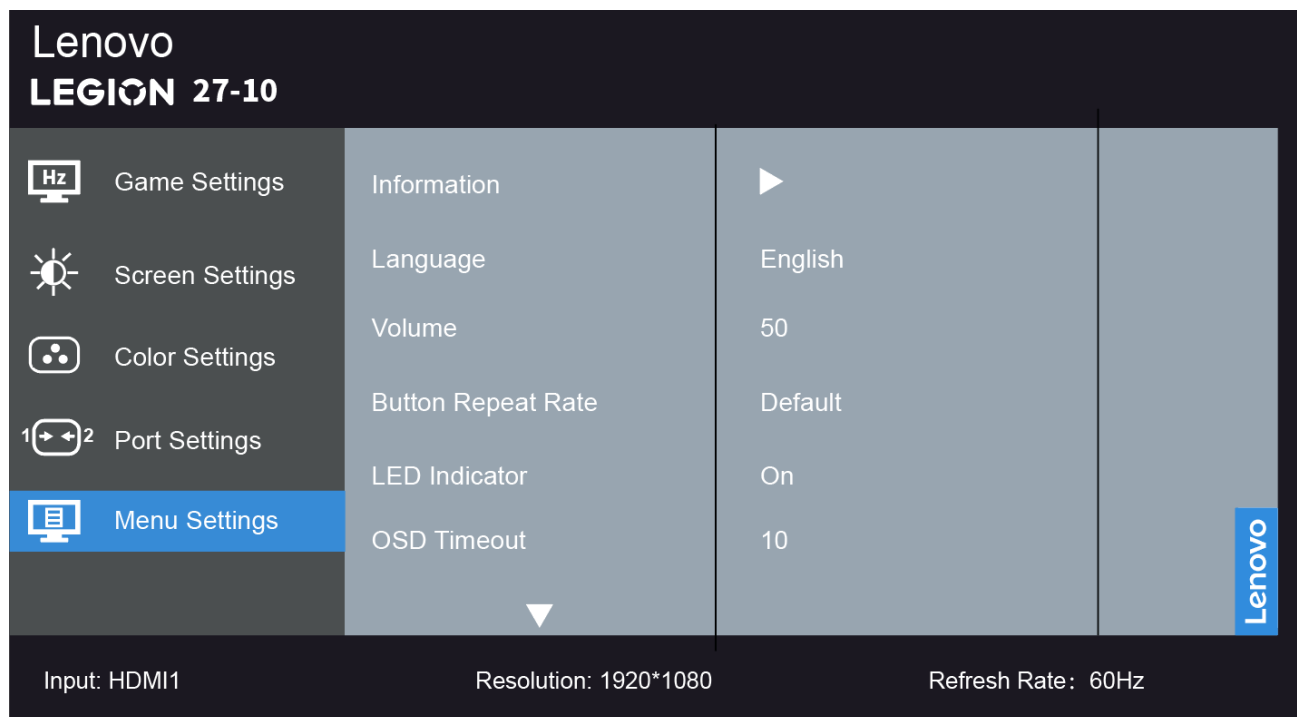 Lenovo
LEGION 27-10
Hz
Game Settings
Information
Screen Settings
Language
English
Color Settings
Volume
50
1 2 Port Settings
Button Repeat Rate
Default
LED Indicator
On
Menu Settings
OSD Timeout
10
Lenovo
Input: HDMI1
Resolution: 1920*1080
Refresh Rate: 60Hz